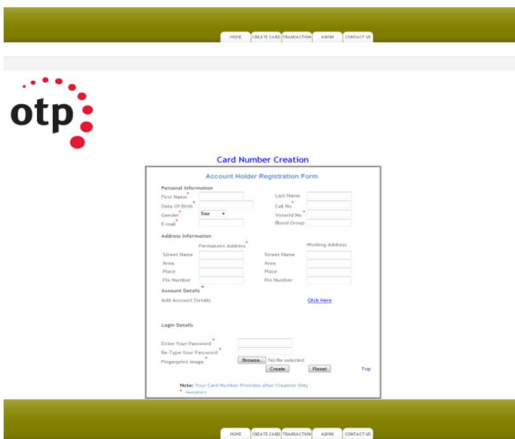 HOME CREATE CARD TRANSACTION ADMIN CONTACT US
otp
Card Number Creation
Account Holder Registration Form
Personal Information
First Name * Last Name
Date Of Birth * Cell No *
Gender * Sex VoterId No *
E-mail * Blood Group
Address Information
Permanent Address * Working Address
Street Name Street Name
Area Area
Place Place
Pin Number Pin Number
Account Details *
Add Account Details Click Here
Login Details
Enter Your Password *
Re-Type Your Password *
Fingerprint Image * Browse... No file selected.
Create Reset Top
Note: Your Card Number Provides after Creation Only
* Mandatory
HOME CREATE CARD TRANSACTION ADMIN CONTACT US